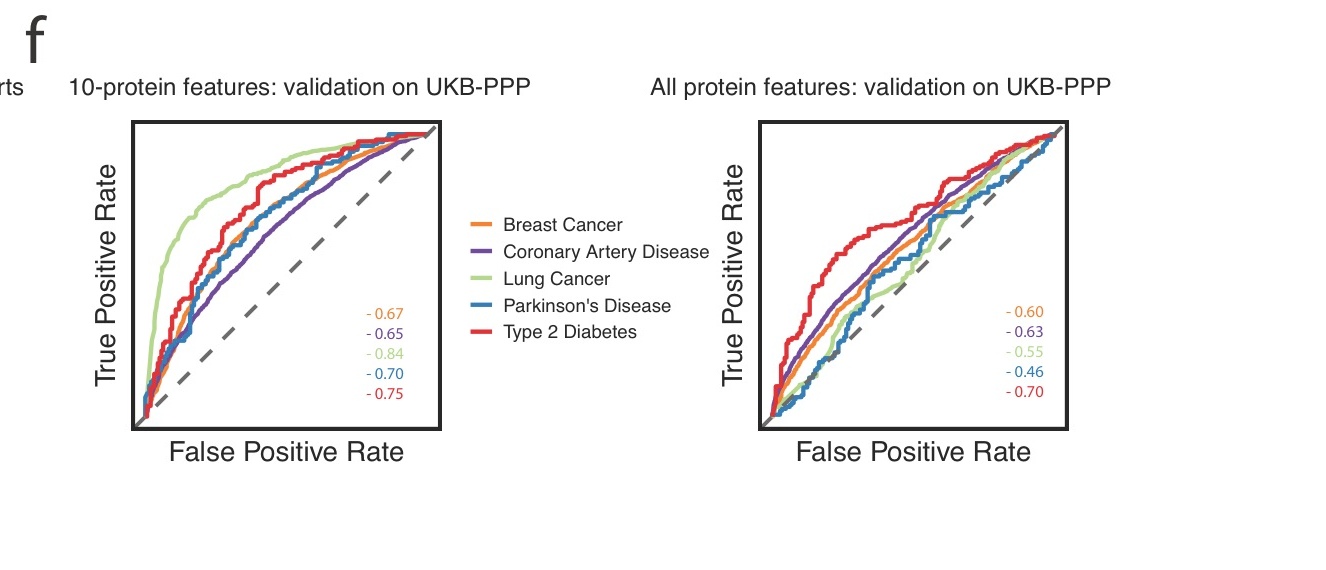 f
rts
10-protein features: validation on UKB-PPP
True Positive Rate
- 0.67
- 0.65
- 0.84
- 0.70
- 0.75
False Positive Rate
Breast Cancer
Coronary Artery Disease
Lung Cancer
Parkinson's Disease
Type 2 Diabetes
All protein features: validation on UKB-PPP
True Positive Rate
- 0.60
- 0.63
- 0.55
- 0.46
- 0.70
False Positive Rate